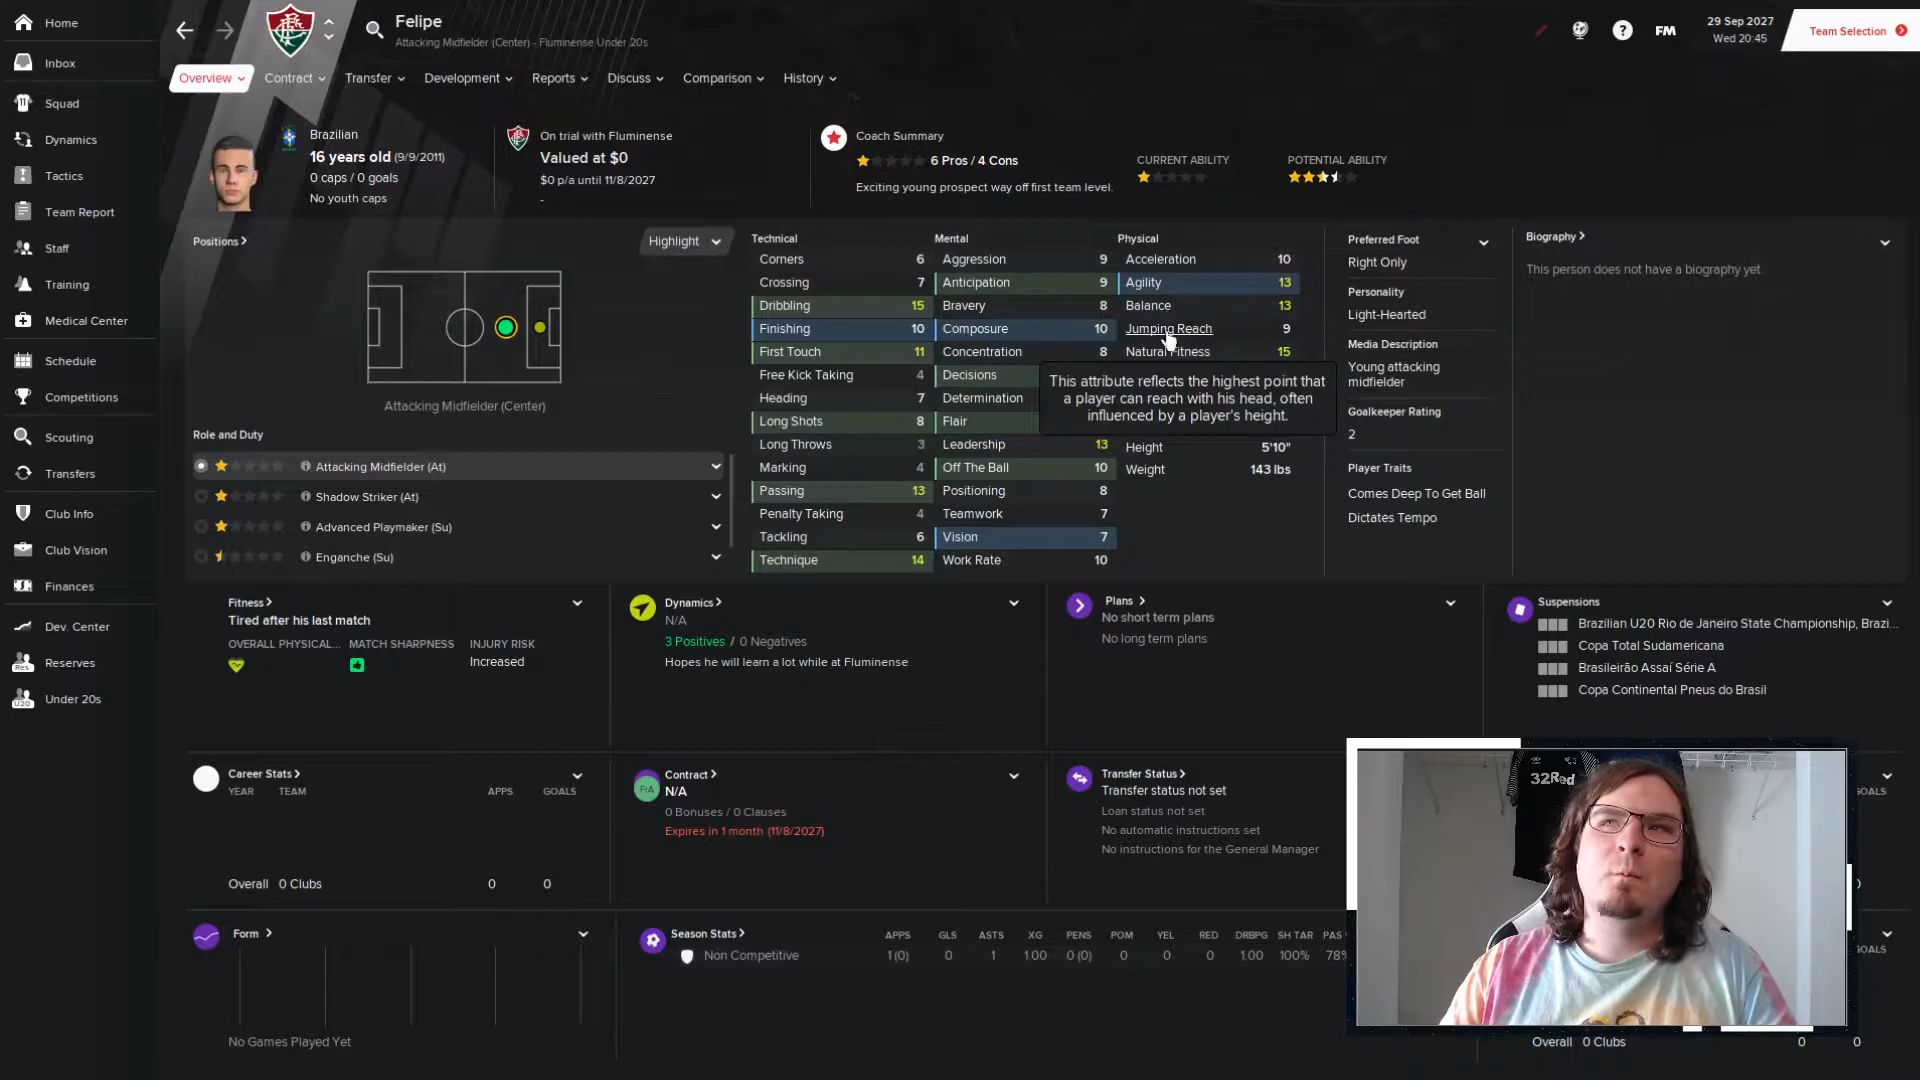 Home
Inbox
Squad
Dynamics
Tactics
Team Report
Staff
Training
Medical Center
Schedule
Competitions
Scouting
Transfers
Club Info
Club Vision
Finances
Dev. Center
Reserves
Under 20s
Felipe
Attacking Midfielder (Center) - Fluminense Under 20s
FM
29 Sep 2027
Wed 20:45
Team Selection
Overview Contract Transfer Development Reports Discuss Comparison History
Brazilian
16 years old (9/9/2011)
0 caps / 0 goals
No youth caps
On trial with Fluminense
Valued at $0
$0 p/a until 11/8/2027
-
Coach Summary
6 Pros / 4 Cons
Exciting young prospect way off first team level.
CURRENT ABILITY
POTENTIAL ABILITY
Positions
Highlight
Attacking Midfielder (Center)
Role and Duty
Attacking Midfielder (At)
Shadow Striker (At)
Advanced Playmaker (Su)
Enganche (Su)
Technical
Corners 6
Crossing 7
Dribbling 15
Finishing 10
First Touch 11
Free Kick Taking 4
Heading 7
Long Shots 8
Long Throws 3
Marking 4
Passing 13
Penalty Taking 4
Tackling 6
Technique 14
Mental
Aggression 9
Anticipation 9
Bravery 8
Composure 10
Concentration 8
Decisions
Determination
Flair
Leadership 13
Off The Ball 10
Positioning 8
Teamwork 7
Vision 7
Work Rate 10
Physical
Acceleration 10
Agility 13
Balance 13
Jumping Reach 9
Natural Fitness 15
This attribute reflects the highest point that
a player can reach with his head, often
influenced by a player's height.
Height 5'10"
Weight 143 lbs
Preferred Foot
Right Only
Personality
Light-Hearted
Media Description
Young attacking
midfielder
Goalkeeper Rating
2
Player Traits
Comes Deep To Get Ball
Dictates Tempo
Biography
This person does not have a biography yet
Fitness
Tired after his last match
OVERALL PHYSICAL... MATCH SHARPNESS INJURY RISK
Increased
Dynamics
N/A
3 Positives / 0 Negatives
Hopes he will learn a lot while at Fluminense
Plans
No short term plans
No long term plans
Suspensions
Brazilian U20 Rio de Janeiro State Championship, Brazi...
Copa Total Sudamericana
Brasileirão Assaí Série A
Copa Continental Pneus do Brasil
Career Stats
YEAR TEAM APPS GOALS
Overall 0 Clubs 0 0
Contract
FrA
N/A
0 Bonuses / 0 Clauses
Expires in 1 month (11/8/2027)
Transfer Status
Transfer status not set
Loan status not set
No automatic instructions set
No instructions for the General Manager
32Red
GOALS
Form
No Games Played Yet
Season Stats APPS GLS ASTS XG PENS POM YEL RED DRBPG SH TAR PAS
Non Competitive 1 (0) 0 1 1.00 0 (0) 0 0 0 1.00 100% 78%
GOALS
Overall 0 Clubs 0 0